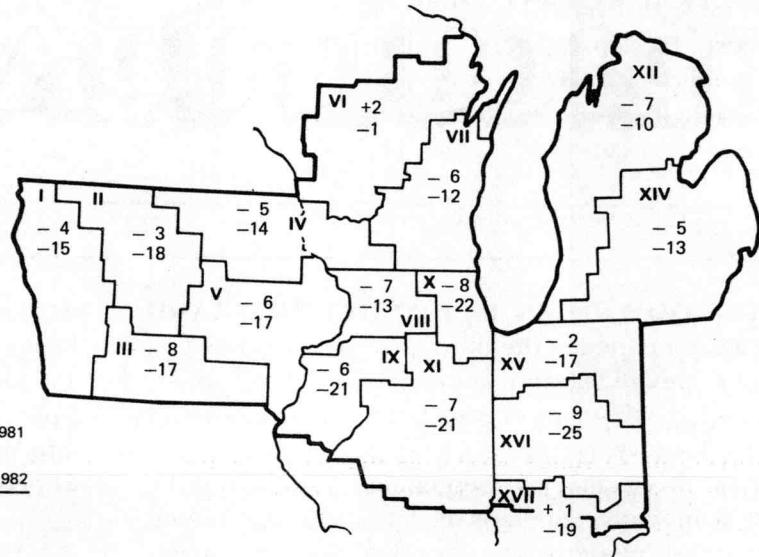 XII
− 7
−10
VI
+2
−1
VII
− 6
−12
XIV
− 5
−13
I
II
− 4
−15
− 3
−18
− 5
−14
IV
V
− 6
−17
III
8
−17
− 7
−13
VIII
X
− 8
−22
IX
6
−21
XI
7
−21
XV
− 2
−17
XVI
− 9
−25
XVII
+ 1
−19
981
982